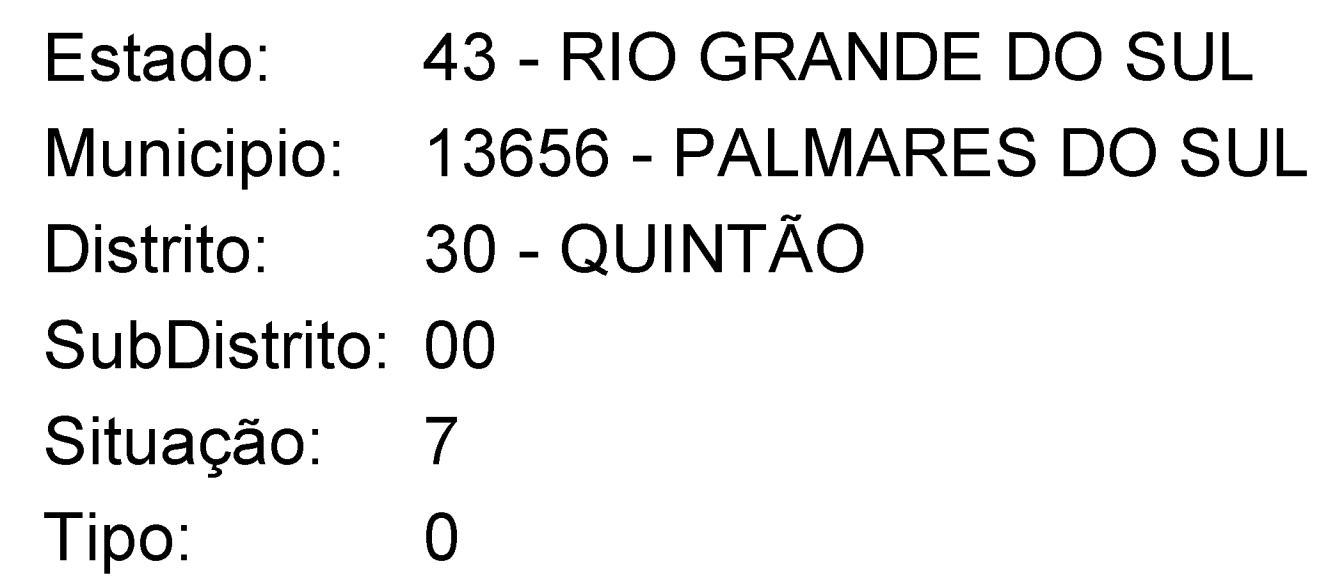 Estado: 43 - RIO GRANDE DO SUL
Municipio: 13656 - PALMARES DO SUL
Distrito: 30 - QUINTÃO
SubDistrito: 00
Situação: 7
Tipo: 0